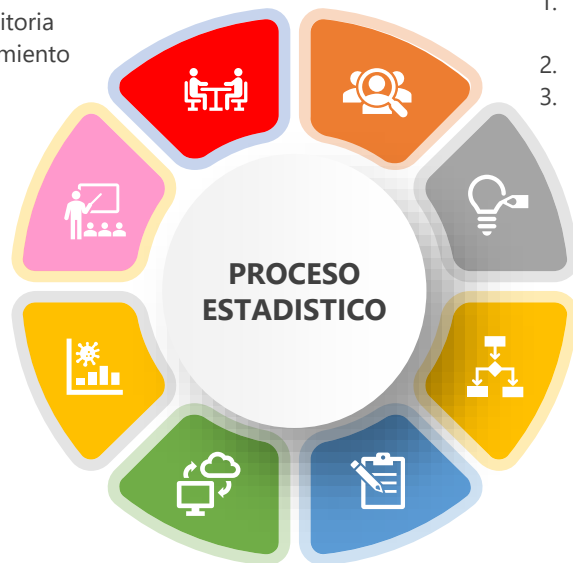 itoria
miento
1.
2.
3.
PROCESO
ESTADISTICO